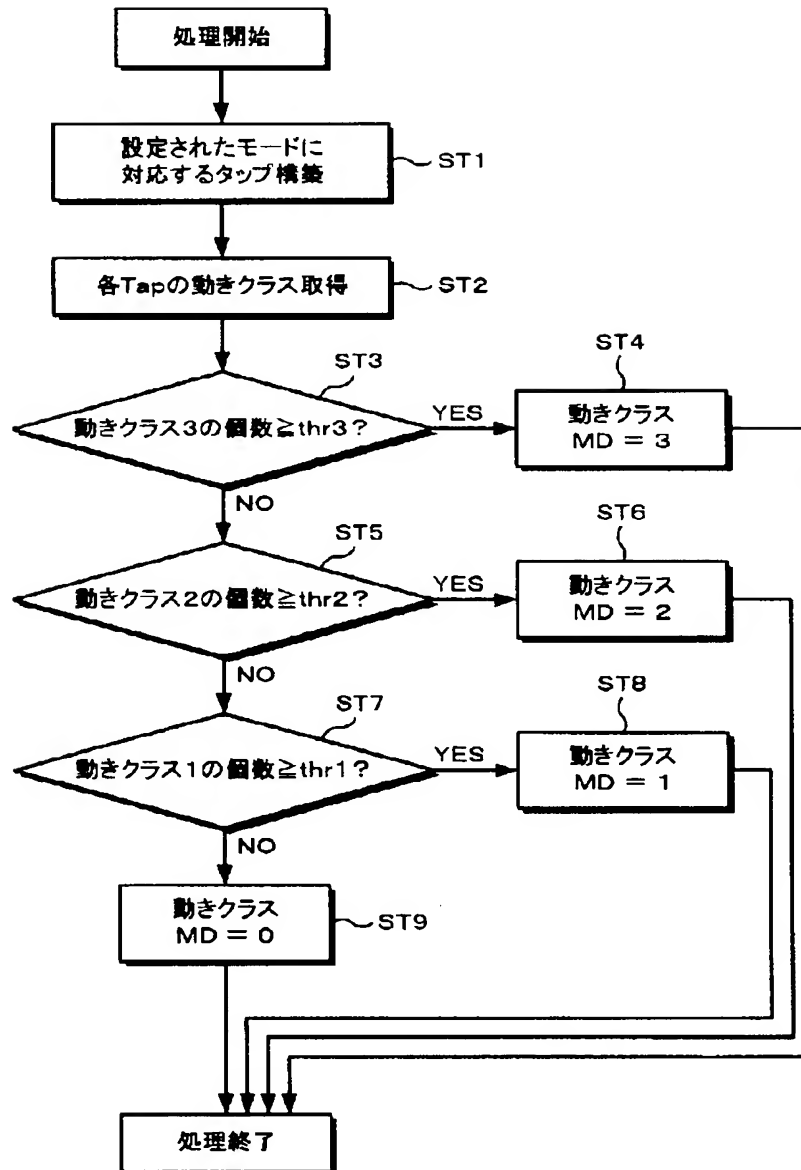 処理開始
設定されたモードに
対応するタップ構築
ST1
各Tapの動きクラス取得
ST2
ST3
動きクラス3の個数≧thr3?
YES
ST4
動きクラス
MD = 3
NO
ST5
動きクラス2の個数≧thr2?
YES
ST6
動きクラス
MD = 2
NO
ST7
動きクラス1の個数≧thr1?
YES
ST8
動きクラス
MD = 1
NO
動きクラス
MD = 0
ST9
処理終了